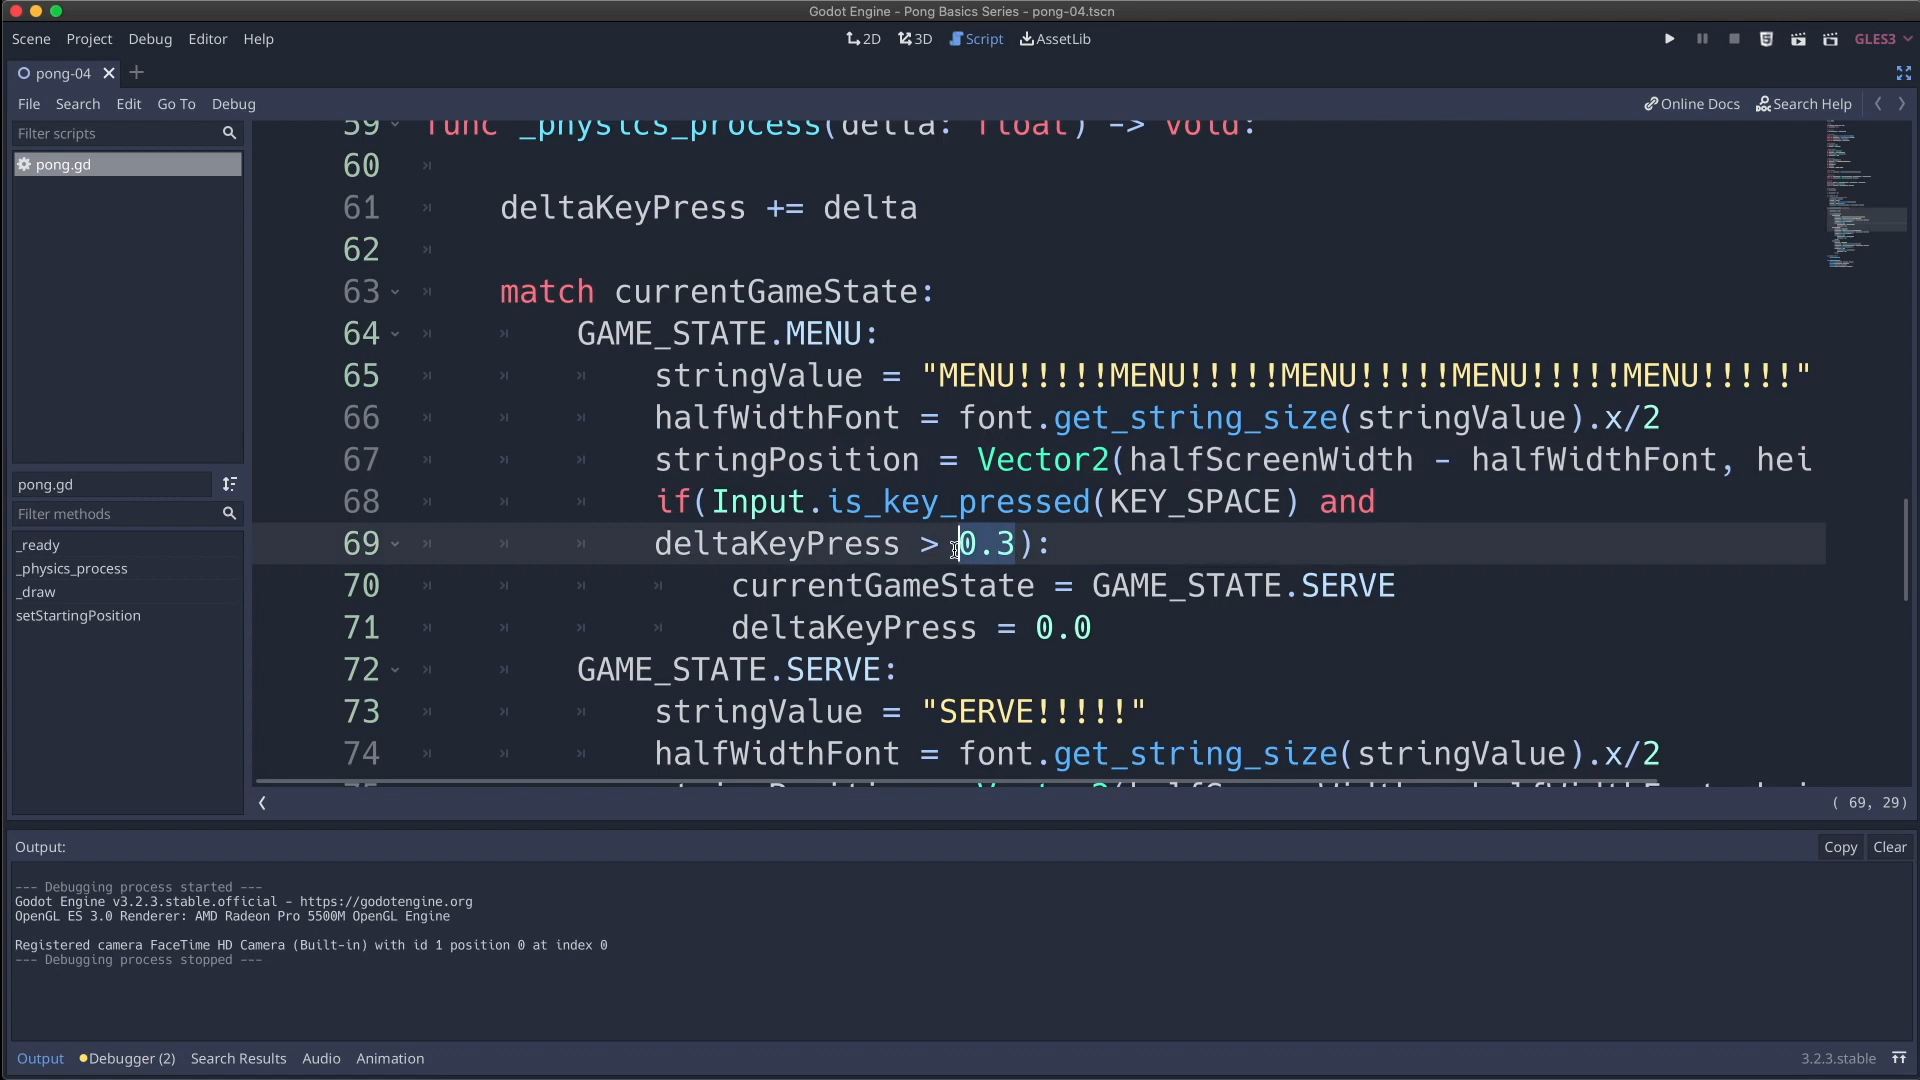 Godot Engine - Pong Basics Series - pong-04.tscn
Scene Project Debug Editor Help 2D 3D Script AssetLib GLES3
pong-04
File Search Edit Go To Debug Online Docs Search Help
Filter scripts
pong.gd
pong.gd
Filter methods
_ready
_physics_process
_draw
setStartingPosition
59 func _physics_process(delta: float) -> void:
60
61 deltaKeyPress += delta
62
63 match currentGameState:
64 GAME_STATE.MENU:
65 stringValue = "MENU!!!!!MENU!!!!!MENU!!!!!MENU!!!!!MENU!!!!!"
66 halfWidthFont = font.get_string_size(stringValue).x/2
67 stringPosition = Vector2(halfScreenWidth - halfWidthFont, hei
68 if(Input.is_key_pressed(KEY_SPACE) and
69 deltaKeyPress > 0.3):
70 currentGameState = GAME_STATE.SERVE
71 deltaKeyPress = 0.0
72 GAME_STATE.SERVE:
73 stringValue = "SERVE!!!!!"
74 halfWidthFont = font.get_string_size(stringValue).x/2
( 69, 29)
Output: Copy Clear
--- Debugging process started ---
Godot Engine v3.2.3.stable.official - https://godotengine.org
OpenGL ES 3.0 Renderer: AMD Radeon Pro 5500M OpenGL Engine
Registered camera FaceTime HD Camera (Built-in) with id 1 position 0 at index 0
--- Debugging process stopped ---
Output Debugger (2) Search Results Audio Animation 3.2.3.stable